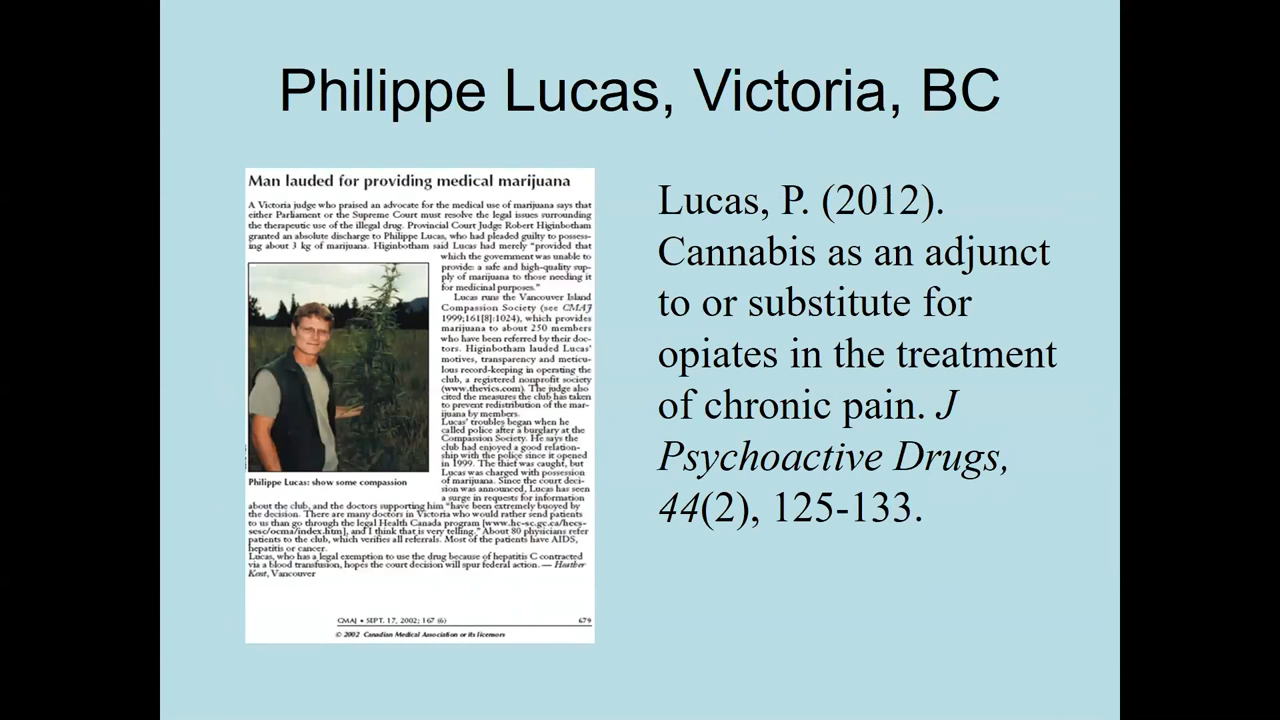 Philippe Lucas, Victoria, BC
Man lauded for providing medical marijuana
A Victoria judge who praised an advocate for the medical use of marijuana says that
either Parliament or the Supreme Court must resolve the legal issues surrounding
the therapeutic use of the illegal drug. Provincial Court Judge Robert Higinbotham
granted an absolute discharge to Philippe Lucas, who had pleaded guilty to possess-
ing about 3 kg of marijuana. Higinbotham said Lucas had merely "provided that
which the government was unable to
provide: a safe and high-quality sup-
ply of marijuana to those needing it
for medicinal purposes."
Lucas runs the Vancouver Island
Compassion Society (see CMAJ
1999;161[8]:1024), which provides
marijuana to about 250 members
who have been referred by their doc-
tors. Higinbotham lauded Lucas'
motives, transparency and meticu-
lous record-keeping in operating the
club, a registered nonprofit society
(www.thevics.com). The judge also
cited the measures the club has taken
to prevent redistribution of the mar-
ijuana by members.
Lucas' troubles began when he
called police after a burglary at the
Compassion Society. He says the
club had enjoyed a good relation-
ship with the police since it opened
in 1999. The thief was caught, but
Lucas was charged with possession
of marijuana. Since the court deci-
sion was announced, Lucas has seen
a surge in requests for information
about the club, and the doctors supporting him "have been extremely buoyed by
the decision. There are many doctors in Victoria who would rather send patients
to us than go through the legal Health Canada program [www.hc-sc.gc.ca/hecs-
sesc/ocma/index.htm], and I think that is very telling." About 80 physicians refer
patients to the club, which verifies all referrals. Most of the patients have AIDS,
hepatitis or cancer.
Lucas, who has a legal exemption to use the drug because of hepatitis C contracted
via a blood transfusion, hopes the court decision will spur federal action. — Heather
Kent, Vancouver
Philippe Lucas: show some compassion
CMAJ • SEPT. 17, 2002; 167 (6) 679
© 2002 Canadian Medical Association or its licensors
Lucas, P. (2012).
Cannabis as an adjunct
to or substitute for
opiates in the treatment
of chronic pain. J
Psychoactive Drugs,
44(2), 125-133.